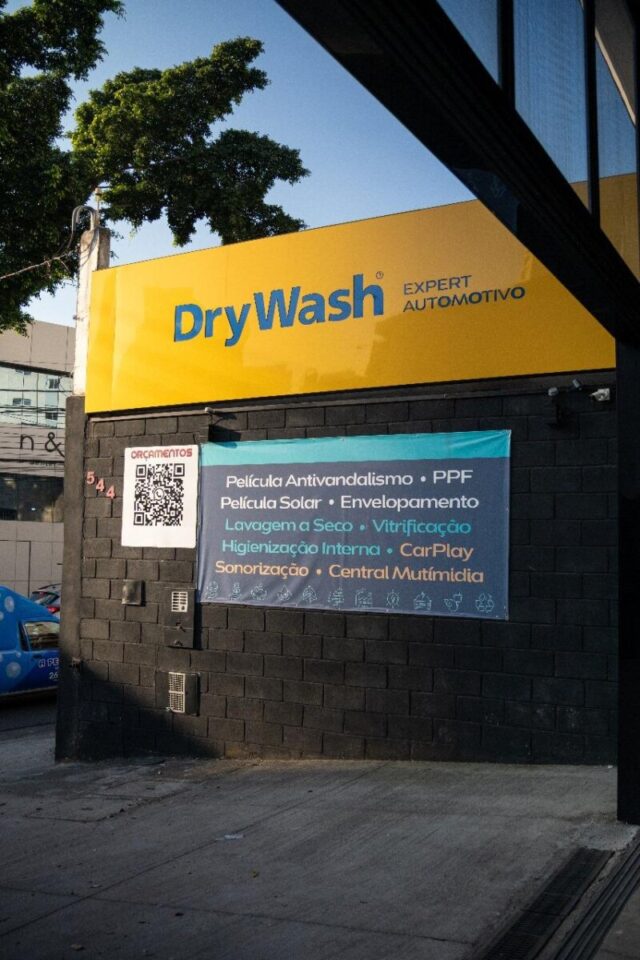 DryWash
EXPERT
AUTOMOTIVO
n &
ORÇAMENTOS
544
Película Antivandalismo • PPF
Película Solar • Envelopamento
Lavagem a Seco • Vitrificação
Higienização Interna • CarPlay
Sonorização • Central Mutímidia